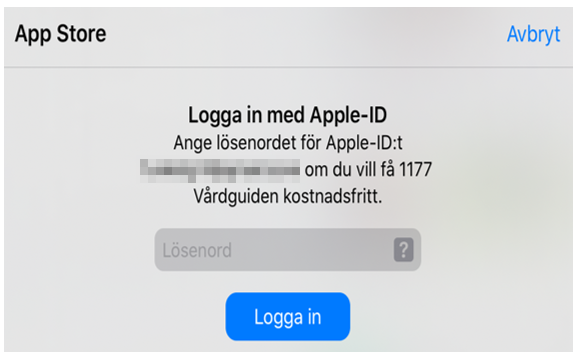 App Store
Avbryt
Logga in med Apple-ID
Ange lösenordet för Apple-ID:t
om du vill få 1177
Vårdguiden kostnadsfritt.
Lösenord
?
Logga in